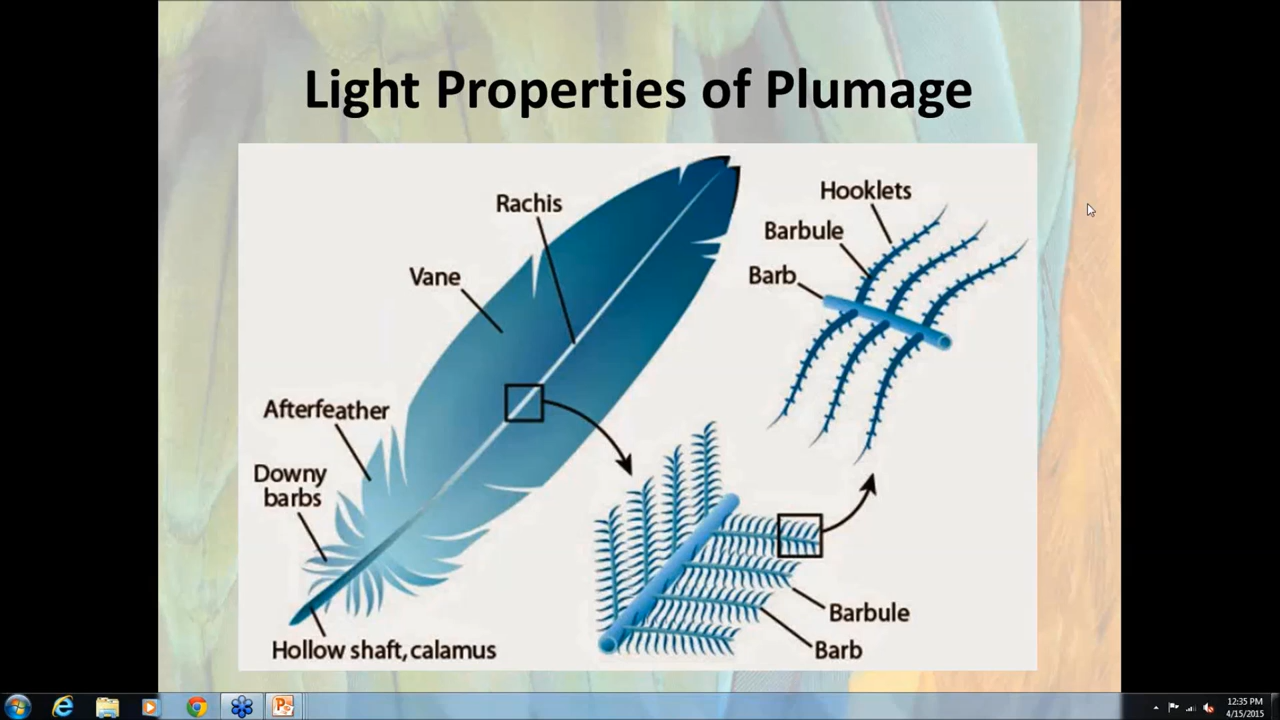 Light Properties of Plumage
Rachis
Vane
Afterfeather
Downy
barbs
Hollow shaft, calamus
Hooklets
Barbule
Barb
Barbule
Barb
12:35 PM
4/15/2015